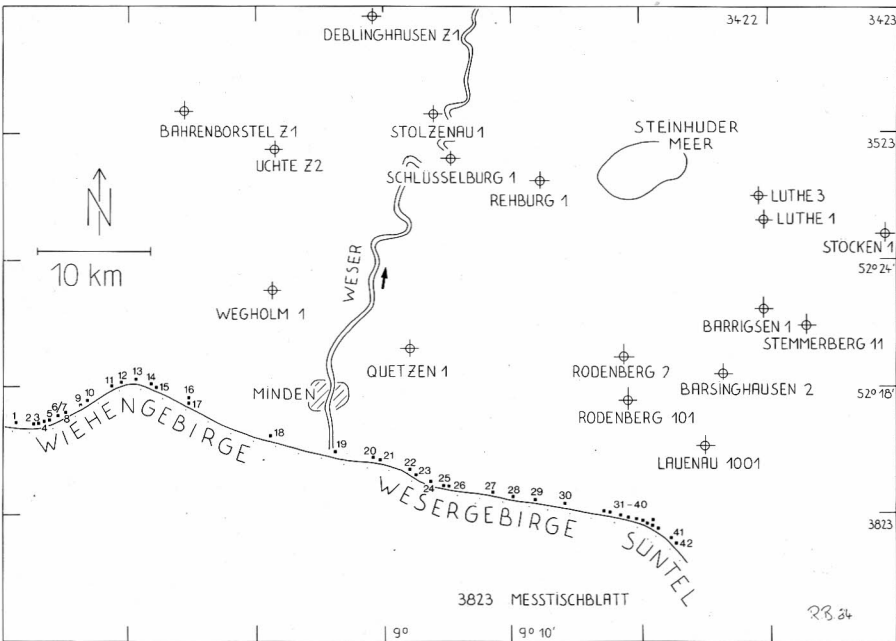 DEBLINGHAUSEN Z1
3422
3423
BAHRENBORSTEL Z1
STOLZENAU 1
STEINHUDER
MEER
3523
UCHTE Z2
SCHLÜSSELBURG 1
REHBURG 1
LUTHE 3
LUTHE 1
STÖCKEN 1
52° 24'
N
10 km
WESER
WEGHOLM 1
BARRIGSEN 1
STEMMERBERG 11
QUETZEN 1
RODENBERG 7
BARSINGHAUSEN 2
52° 18'
MINDEN
RODENBERG 101
LAUENAU 1001
1
2
3
4
5
6/7
8
9
10
11
12
13
14
15
16
17
18
19
20
21
22
23
24
25
26
27
28
29
30
31-40
41
42
WIEHENGEBIRGE
WESERGEBIRGE
SÜNTEL
3823
3823 MESSTISCHBLATT
9°
9° 10'
R.B. 84